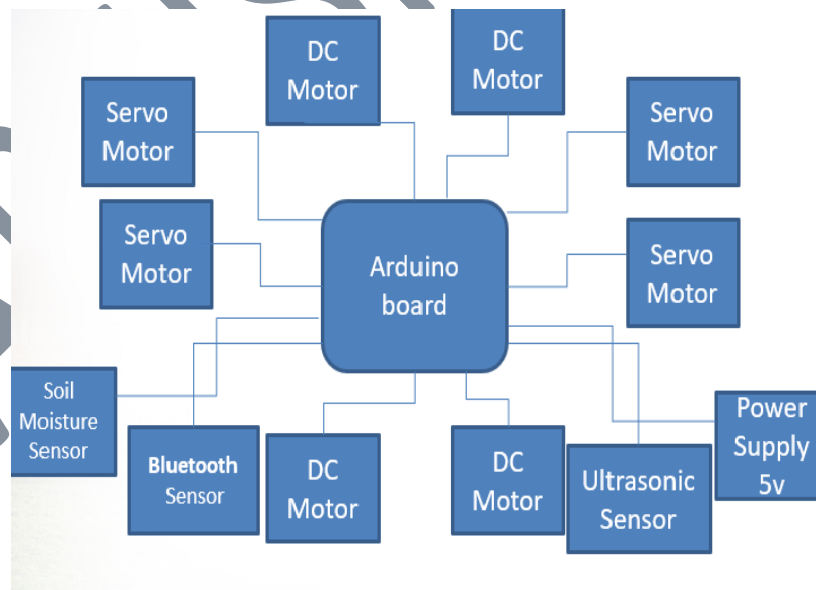 DC
Motor
DC
Motor
Servo
Motor
Servo
Motor
Servo
Motor
Arduino
board
Servo
Motor
Soil
Moisture
Sensor
Bluetooth
Sensor
DC
Motor
DC
Motor
Ultrasonic
Sensor
Power
Supply
5v